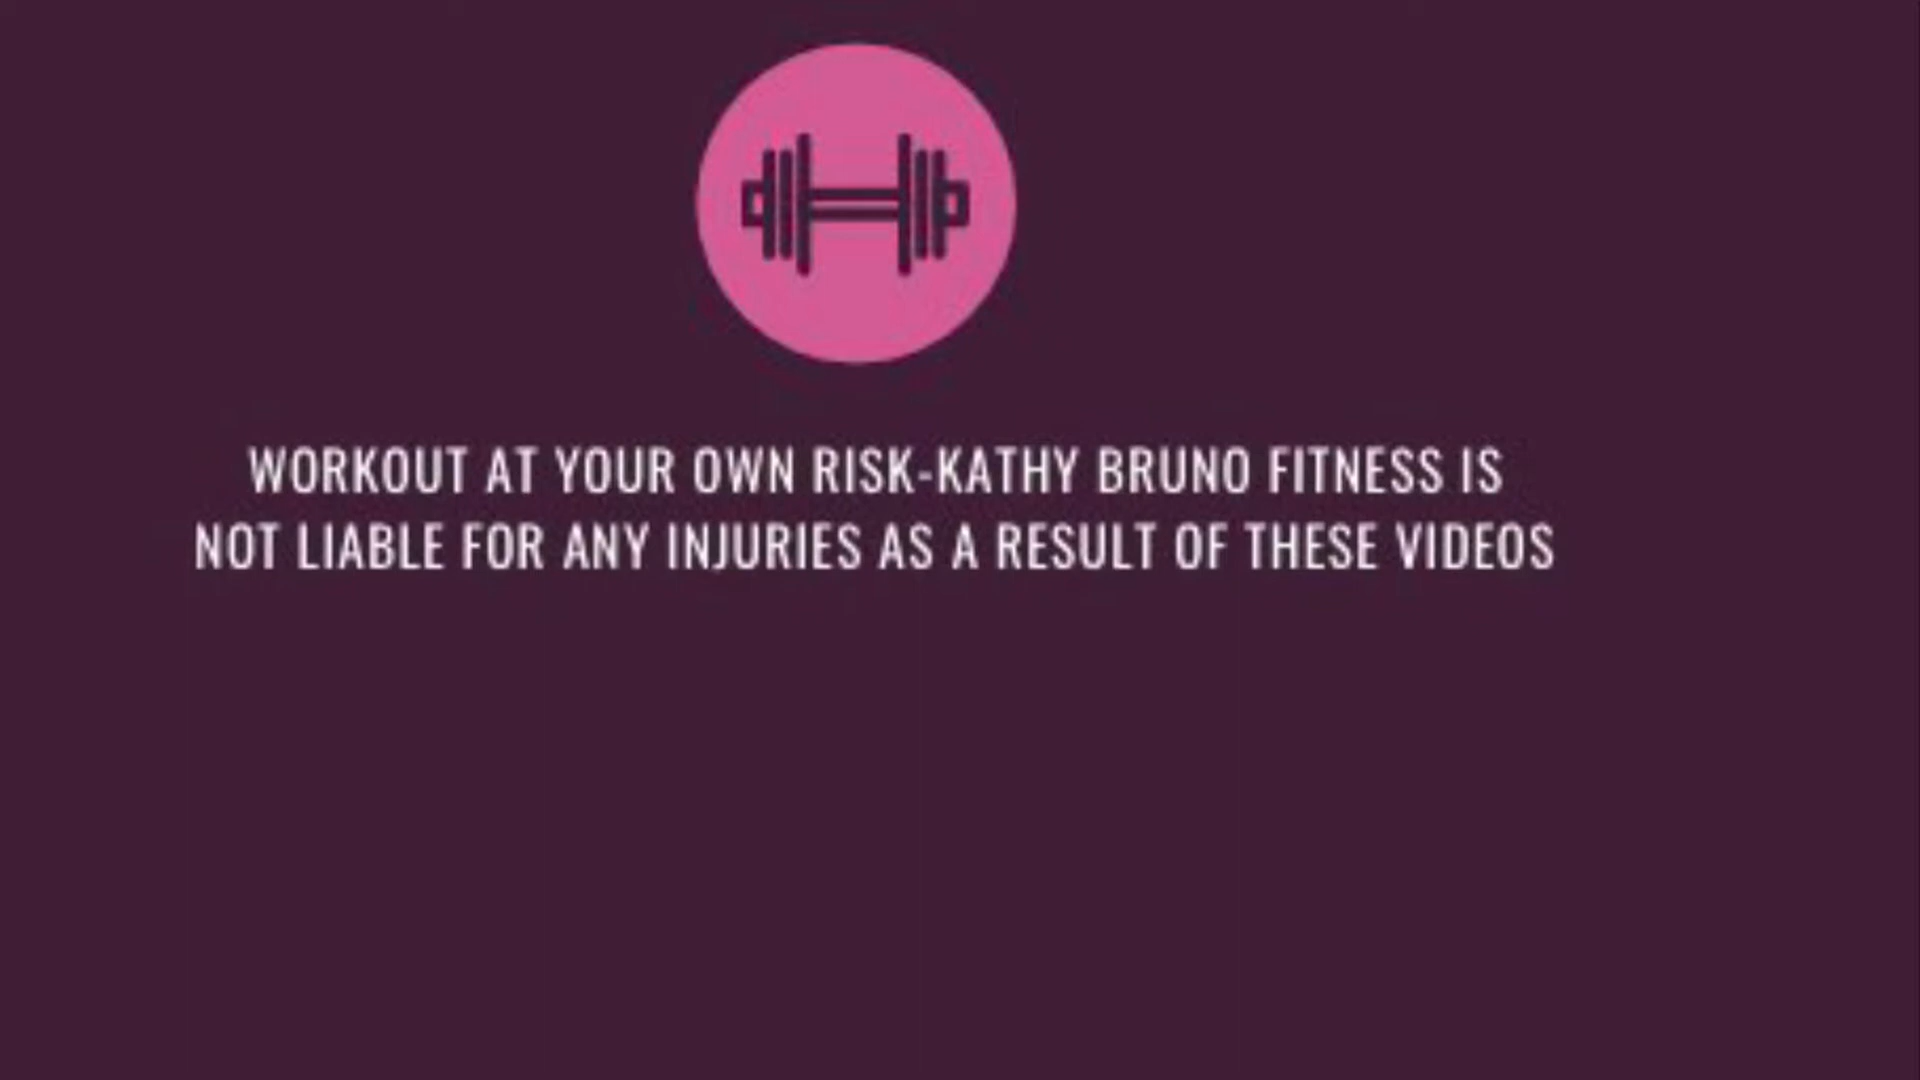 WORKOUT AT YOUR OWN RISK-KATHY BRUNO FITNESS IS
NOT LIABLE FOR ANY INJURIES AS A RESULT OF THESE VIDEOS